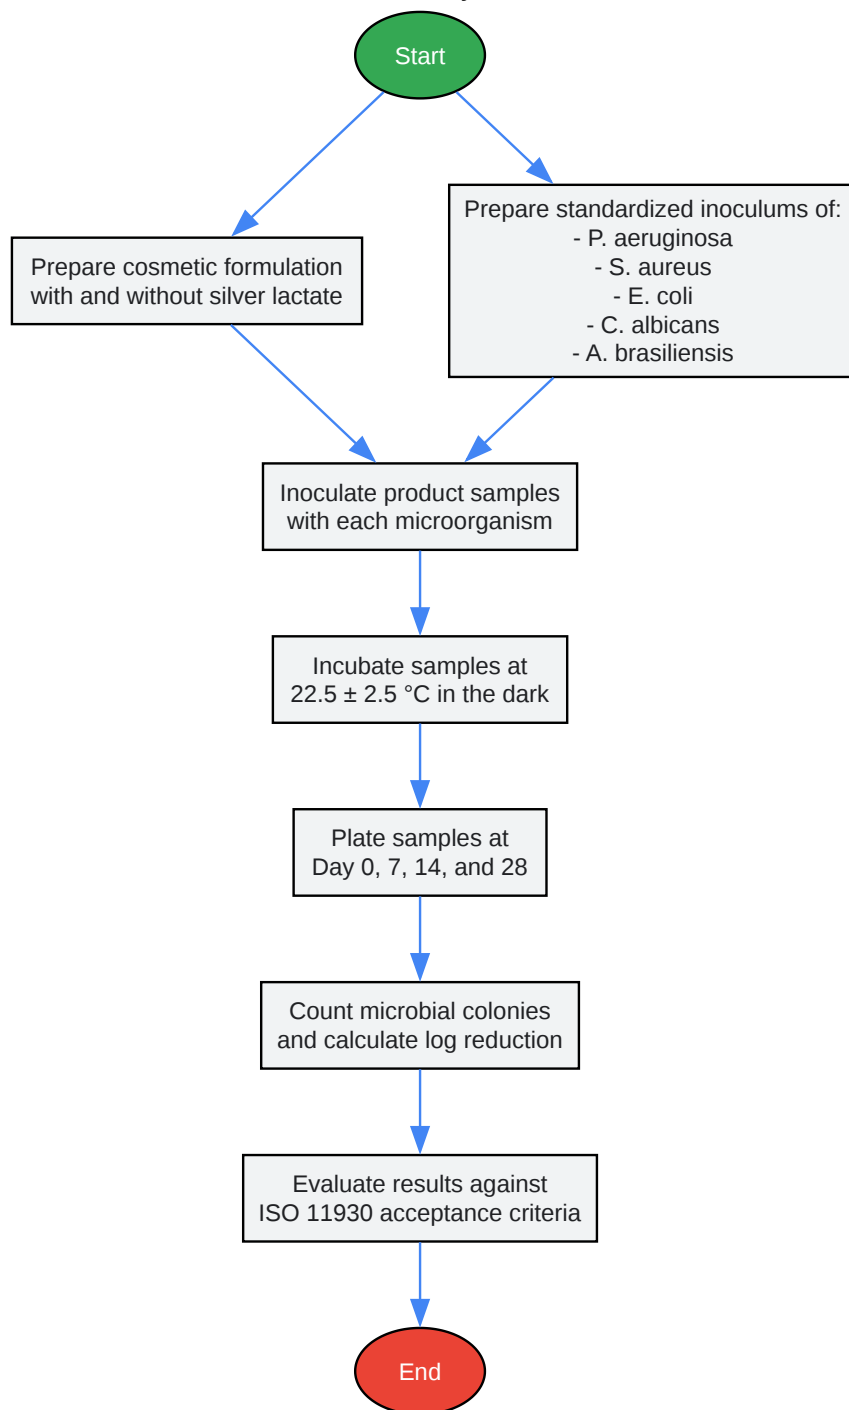 Start
Prepare cosmetic formulation
with and without silver lactate
Prepare standardized inoculums of:
- P. aeruginosa
- S. aureus
- E. coli
- C. albicans
- A. brasiliensis
Inoculate product samples
with each microorganism
Incubate samples at
22.5 ± 2.5 °C in the dark
Plate samples at
Day 0, 7, 14, and 28
Count microbial colonies
and calculate log reduction
Evaluate results against
ISO 11930 acceptance criteria
End